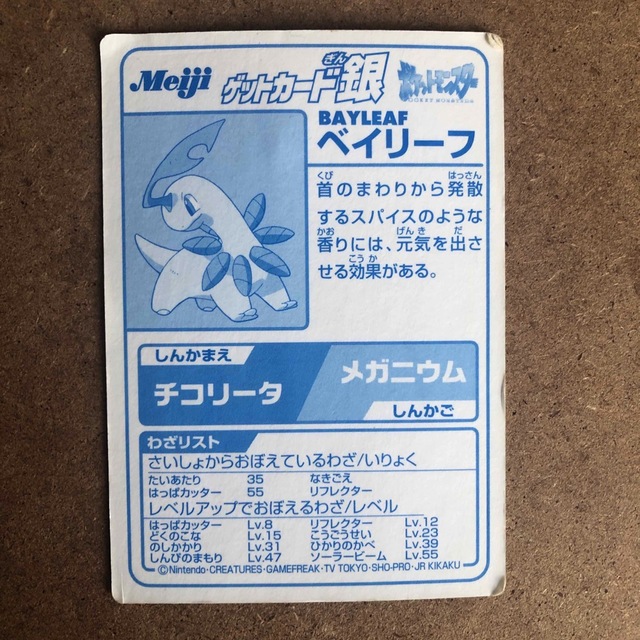 Meiji
ゲットカード銀
ぎん
ポケットモンスター
POCKET MONSTERS
BAYLEAF
ベイリーフ
くび はっさん
首のまわりから発散
するスパイスのような
かお げんき だ
香りには、元気を出さ
こうか
せる効果がある。
しんかまえ
チコリータ
メガニウム
しんかご
わざリスト
さいしょからおぼえているわざ/いりょく
たいあたり 35 なきごえ
はっぱカッター 55 リフレクター
レベルアップでおぼえるわざ/レベル
はっぱカッター Lv.8 リフレクター Lv.12
どくのこな Lv.15 こうごうせい Lv.23
のしかかり Lv.31 ひかりのかべ Lv.39
しんぴのまもり Lv.47 ソーラービーム Lv.55
©Nintendo·CREATURES·GAMEFREAK·TV TOKYO·SHO-PRO·JR KIKAKU